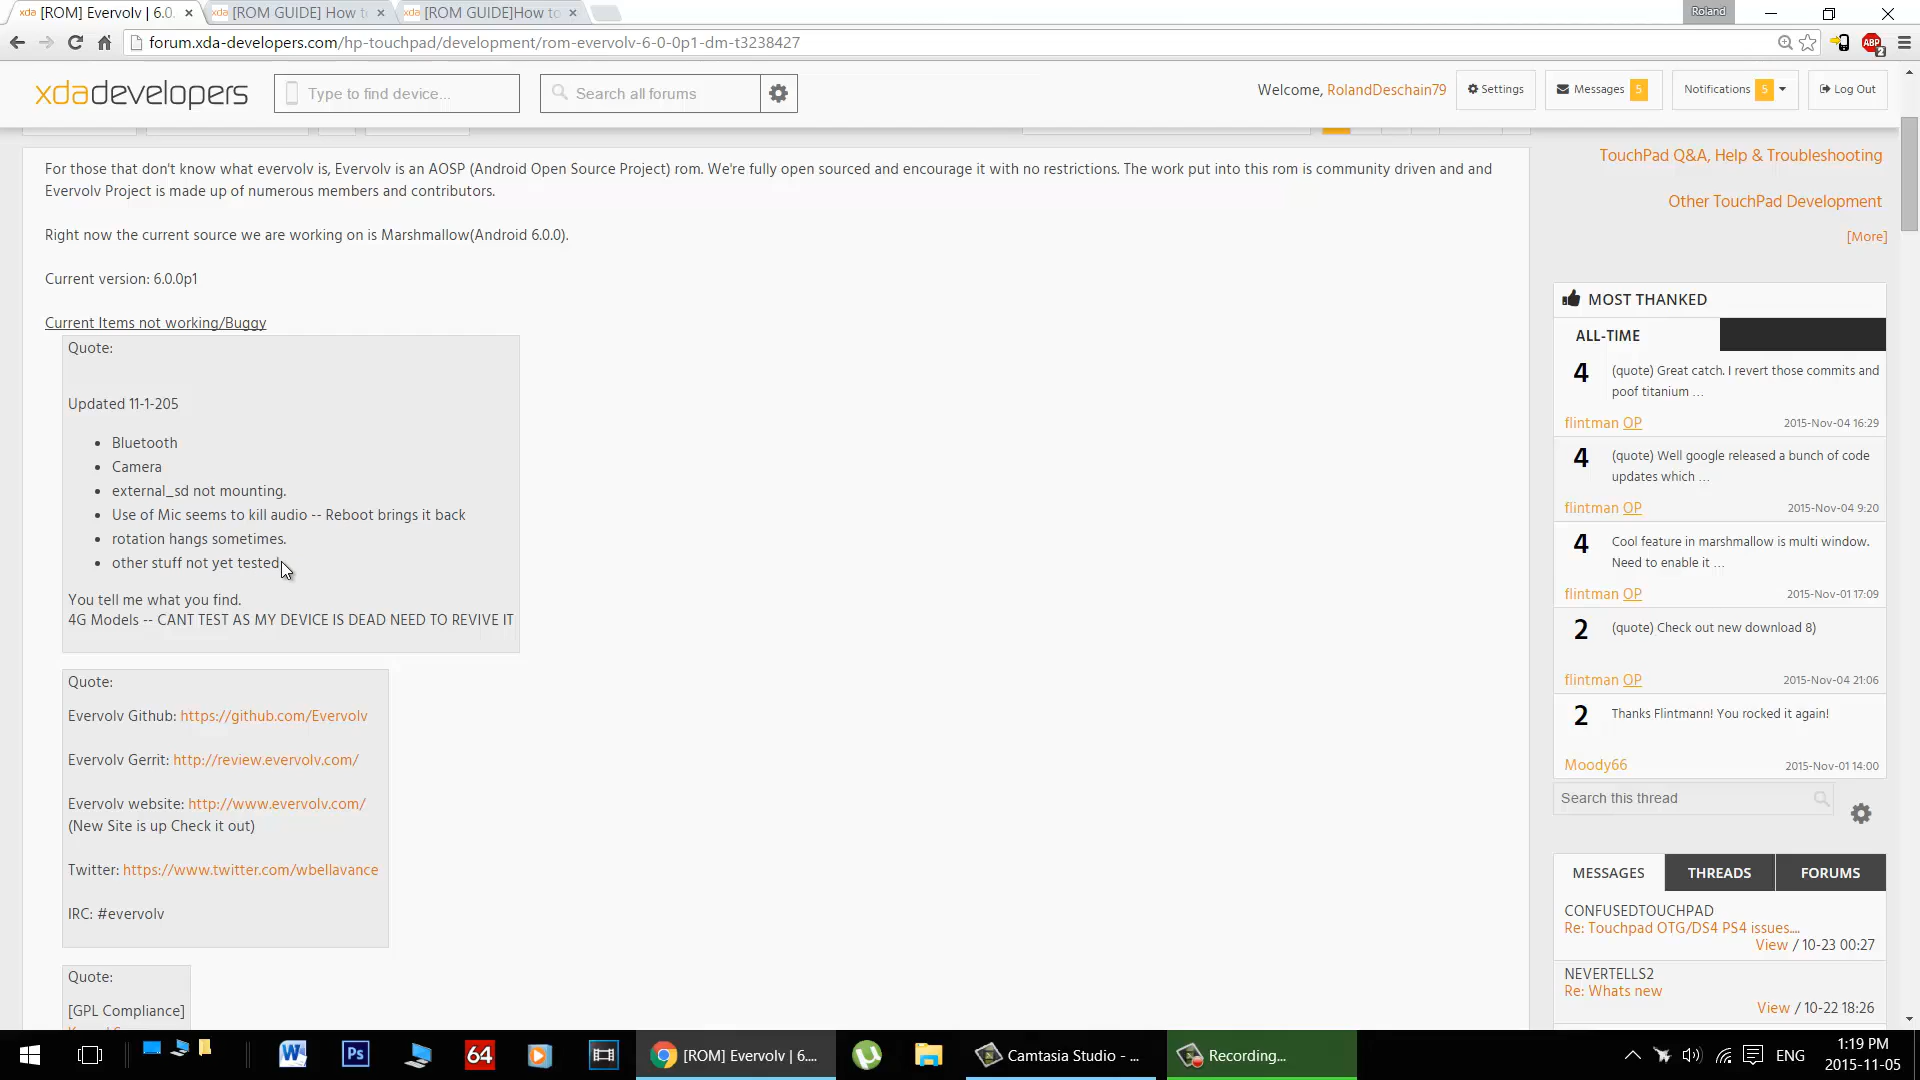 xda [ROM] Evervolv | 6.0. ×
xda [ROM GUIDE] How to ×
xda [ROM GUIDE]How to ×
Roland
forum.xda-developers.com/hp-touchpad/development/rom-evervolv-6-0-0p1-dm-t3238427
ABP 2
xdadevelopers
Type to find device...
Search all forums
Welcome, RolandDeschain79
Settings
Messages 5
Notifications 5
Log Out
For those that don't know what evervolv is, Evervolv is an AOSP (Android Open Source Project) rom. We're fully open sourced and encourage it with no restrictions. The work put into this rom is community driven and and
Evervolv Project is made up of numerous members and contributors.
Right now the current source we are working on is Marshmallow(Android 6.0.0).
Current version: 6.0.0p1
Current Items not working/Buggy
Quote:
Updated 11-1-205
• Bluetooth
• Camera
• external_sd not mounting.
• Use of Mic seems to kill audio -- Reboot brings it back
• rotation hangs sometimes.
• other stuff not yet tested
You tell me what you find.
4G Models -- CANT TEST AS MY DEVICE IS DEAD NEED TO REVIVE IT
Quote:
Evervolv Github: https://github.com/Evervolv
Evervolv Gerrit: http://review.evervolv.com/
Evervolv website: http://www.evervolv.com/
(New Site is up Check it out)
Twitter: https://www.twitter.com/wbellavance
IRC: #evervolv
Quote:
[GPL Compliance]
TouchPad Q&A, Help & Troubleshooting
Other TouchPad Development
[More]
MOST THANKED
ALL-TIME
4 (quote) Great catch. I revert those commits and
poof titanium ...
flintman OP 2015-Nov-04 16:29
4 (quote) Well google released a bunch of code
updates which ...
flintman OP 2015-Nov-04 9:20
4 Cool feature in marshmallow is multi window.
Need to enable it ...
flintman OP 2015-Nov-01 17:09
2 (quote) Check out new download 8)
flintman OP 2015-Nov-04 21:06
2 Thanks Flintmann! You rocked it again!
Moody66 2015-Nov-01 14:00
Search this thread
MESSAGES THREADS FORUMS
CONFUSEDTOUCHPAD
Re: Touchpad OTG/DS4 PS4 issues....
View / 10-23 00:27
NEVERTELLS2
Re: Whats new
View / 10-22 18:26
W
Ps
64
[ROM] Evervolv | 6....
Camtasia Studio - ...
Recording...
ENG
1:19 PM
2015-11-05